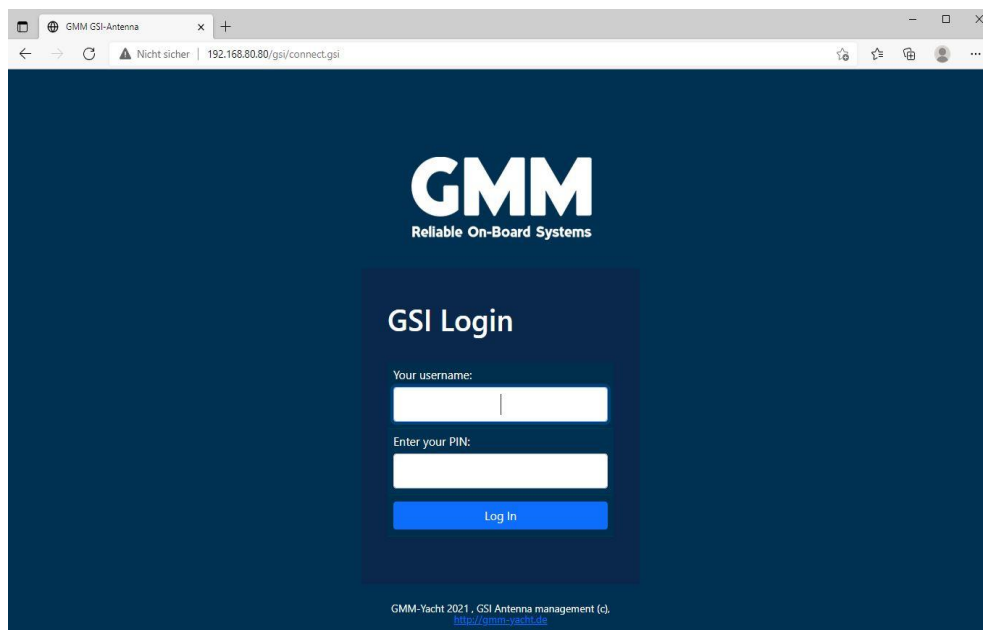 GMM GSI-Antenna
Nicht sicher | 192.168.80.80/gsi/connect.gsi
GMM
Reliable On-Board Systems
GSI Login
Your username:
Enter your PIN:
Log In
GMM-Yacht 2021 , GSI Antenna management (c),
http://gmm-yacht.de